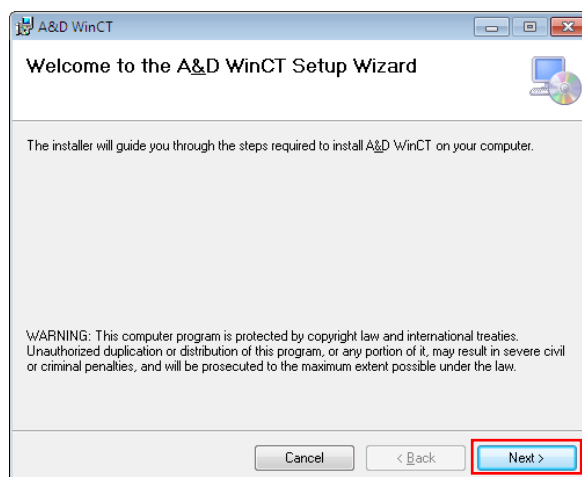 A&D WinCT
Welcome to the A&D WinCT Setup Wizard
The installer will guide you through the steps required to install A&D WinCT on your computer.
WARNING: This computer program is protected by copyright law and international treaties.
Unauthorized duplication or distribution of this program, or any portion of it, may result in severe civil
or criminal penalties, and will be prosecuted to the maximum extent possible under the law.
Cancel
< Back
Next >